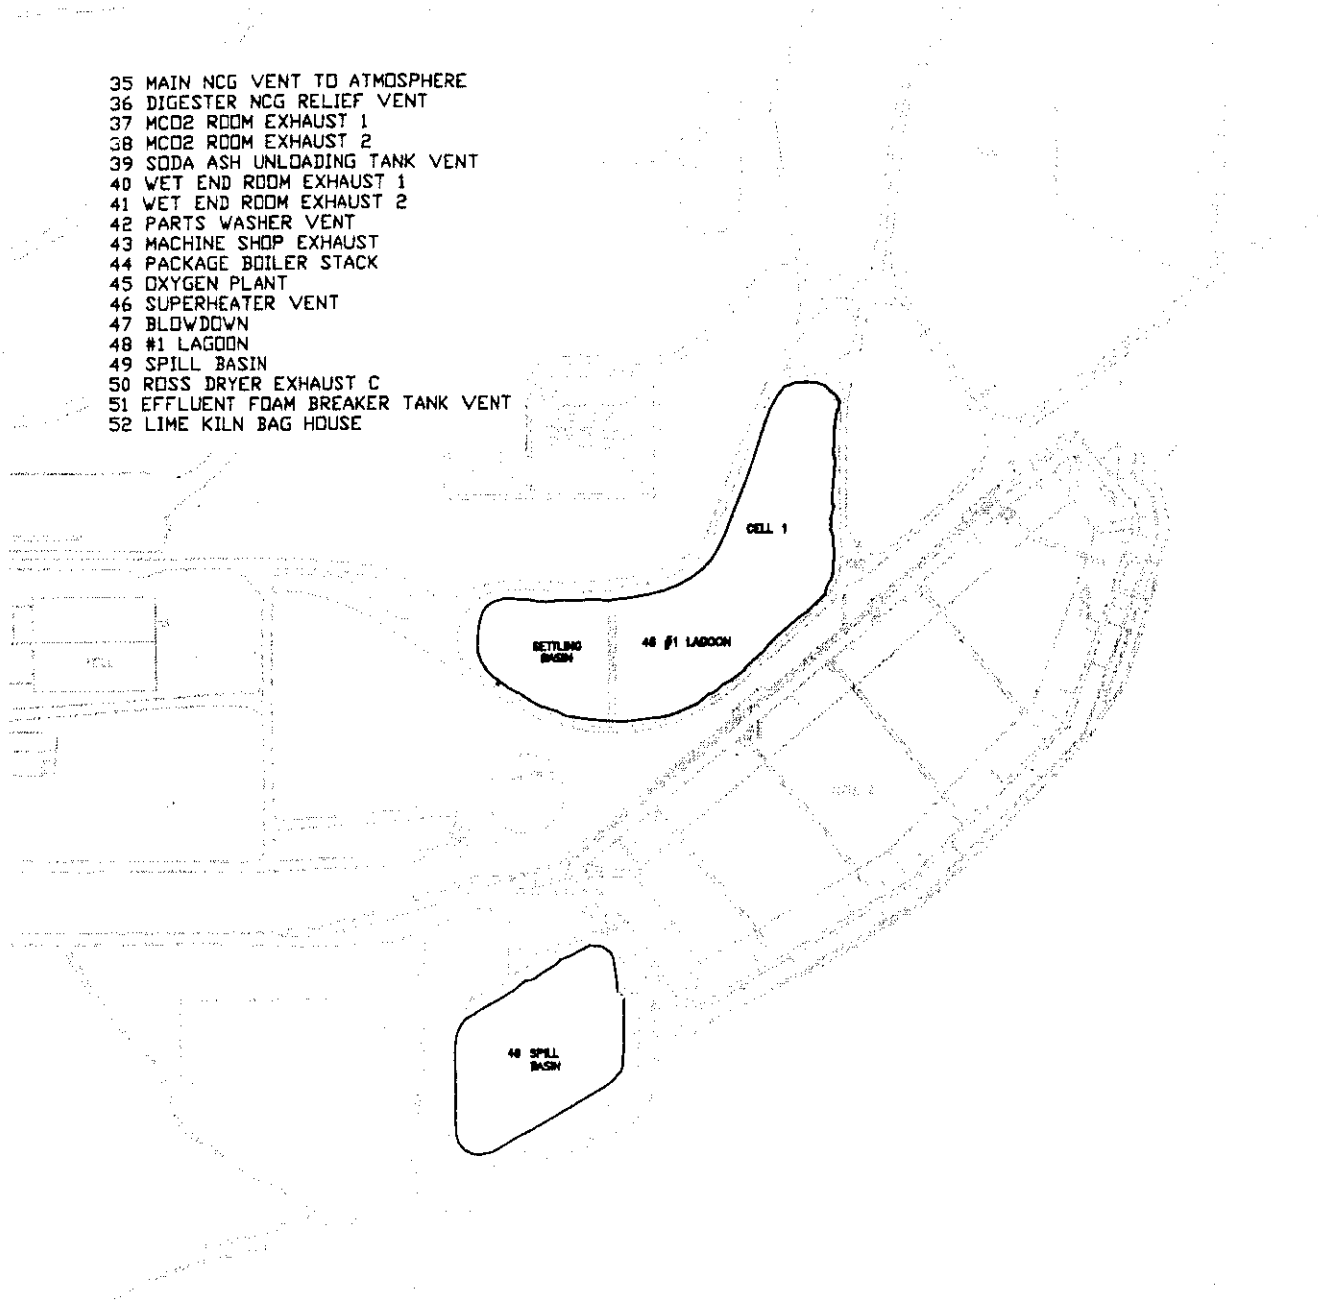 35 MAIN NCG VENT TO ATMOSPHERE
36 DIGESTER NCG RELIEF VENT
37 MCO2 ROOM EXHAUST 1
38 MCO2 ROOM EXHAUST 2
39 SODA ASH UNLOADING TANK VENT
40 WET END ROOM EXHAUST 1
41 WET END ROOM EXHAUST 2
42 PARTS WASHER VENT
43 MACHINE SHOP EXHAUST
44 PACKAGE BOILER STACK
45 OXYGEN PLANT
46 SUPERHEATER VENT
47 BLOWDOWN
48 #1 LAGOON
49 SPILL BASIN
50 ROSS DRYER EXHAUST C
51 EFFLUENT FOAM BREAKER TANK VENT
52 LIME KILN BAG HOUSE
CELL 1
SETTLING
BASIN
#1 LAGOON
SPILL
BASIN